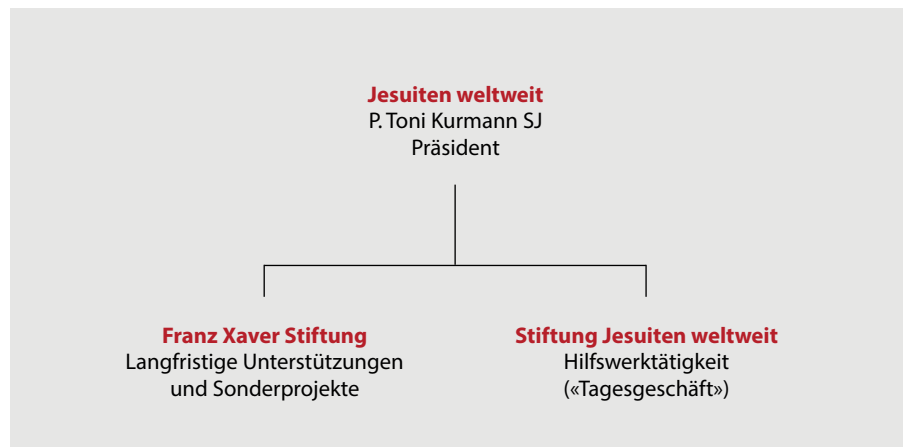 Jesuiten weltweit
P. Toni Kurmann SJ
Präsident
Franz Xaver Stiftung
Langfristige Unterstützungen
und Sonderprojekte
Stiftung Jesuiten weltweit
Hilfswerktätigkeit
(«Tagesgeschäft»)